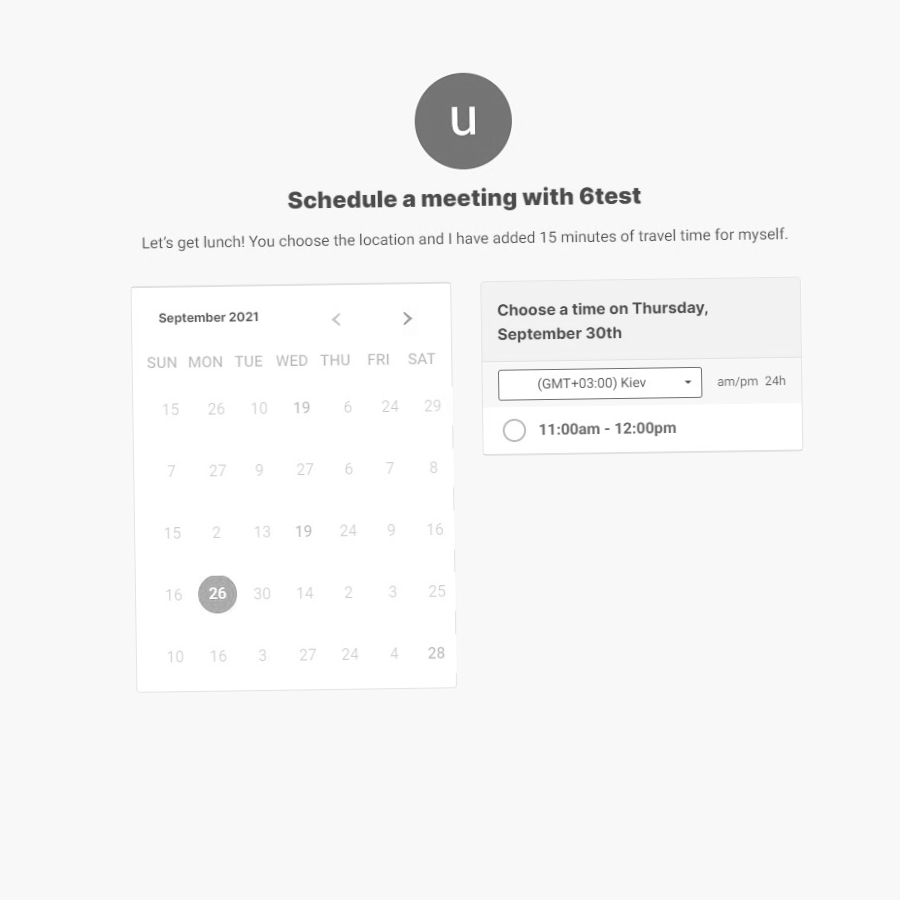 u
Schedule a meeting with 6test
Let's get lunch! You choose the location and I have added 15 minutes of travel time for myself.
September 2021
SUN MON TUE WED THU FRI SAT
15 26 10 19 6 24 29
7 27 9 27 6 7 8
15 2 13 19 24 9 16
16 26 30 14 2 3 25
10 16 3 27 24 4 28
Choose a time on Thursday,
September 30th
(GMT+03:00) Kiev
am/pm 24h
11:00am - 12:00pm